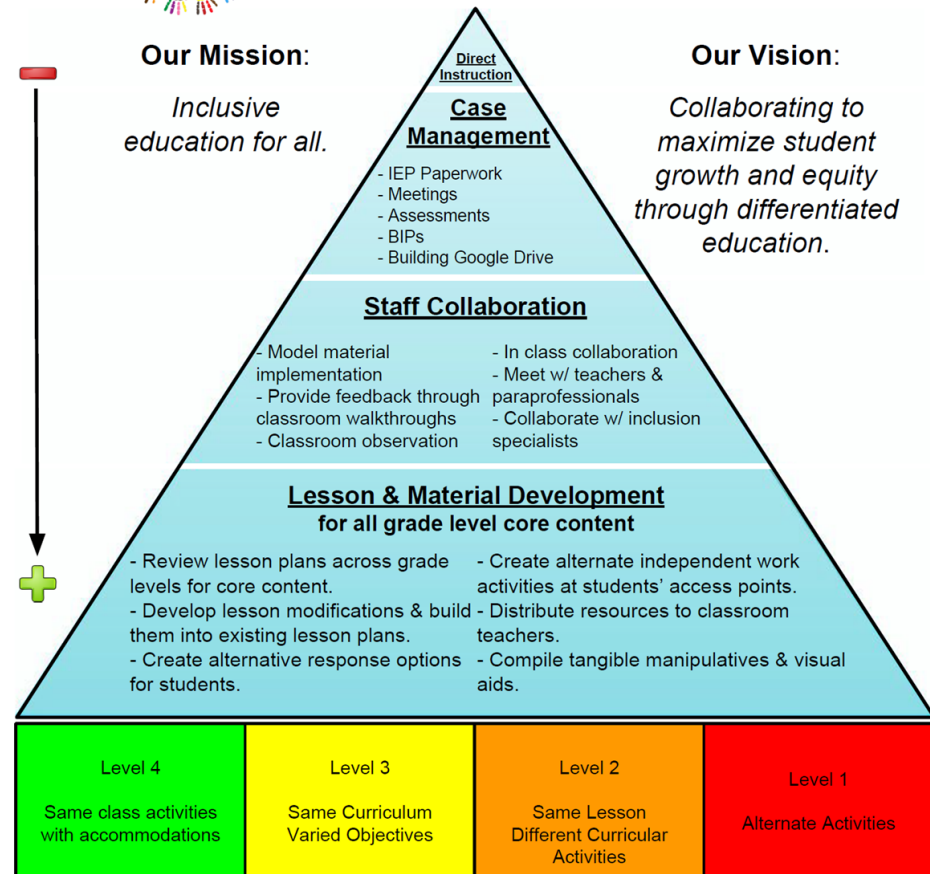 Our Mission:
Inclusive
education for all.
Our Vision:
Collaborating to
maximize student
growth and equity
through differentiated
education.
Direct
Instruction
Case
Management
- IEP Paperwork
- Meetings
- Assessments
- BIPs
- Building Google Drive
Staff Collaboration
- Model material
implementation
- Provide feedback through
classroom walkthroughs
- Classroom observation
- In class collaboration
- Meet w/ teachers &
paraprofessionals
- Collaborate w/ inclusion
specialists
Lesson & Material Development
for all grade level core content
- Review lesson plans across grade
levels for core content.
- Develop lesson modifications & build
them into existing lesson plans.
- Create alternative response options
for students.
- Create alternate independent work
activities at students’ access points.
- Distribute resources to classroom
teachers.
- Compile tangible manipulatives & visual
aids.
Level 4
Same class activities
with accommodations
Level 3
Same Curriculum
Varied Objectives
Level 2
Same Lesson
Different Curricular
Activities
Level 1
Alternate Activities